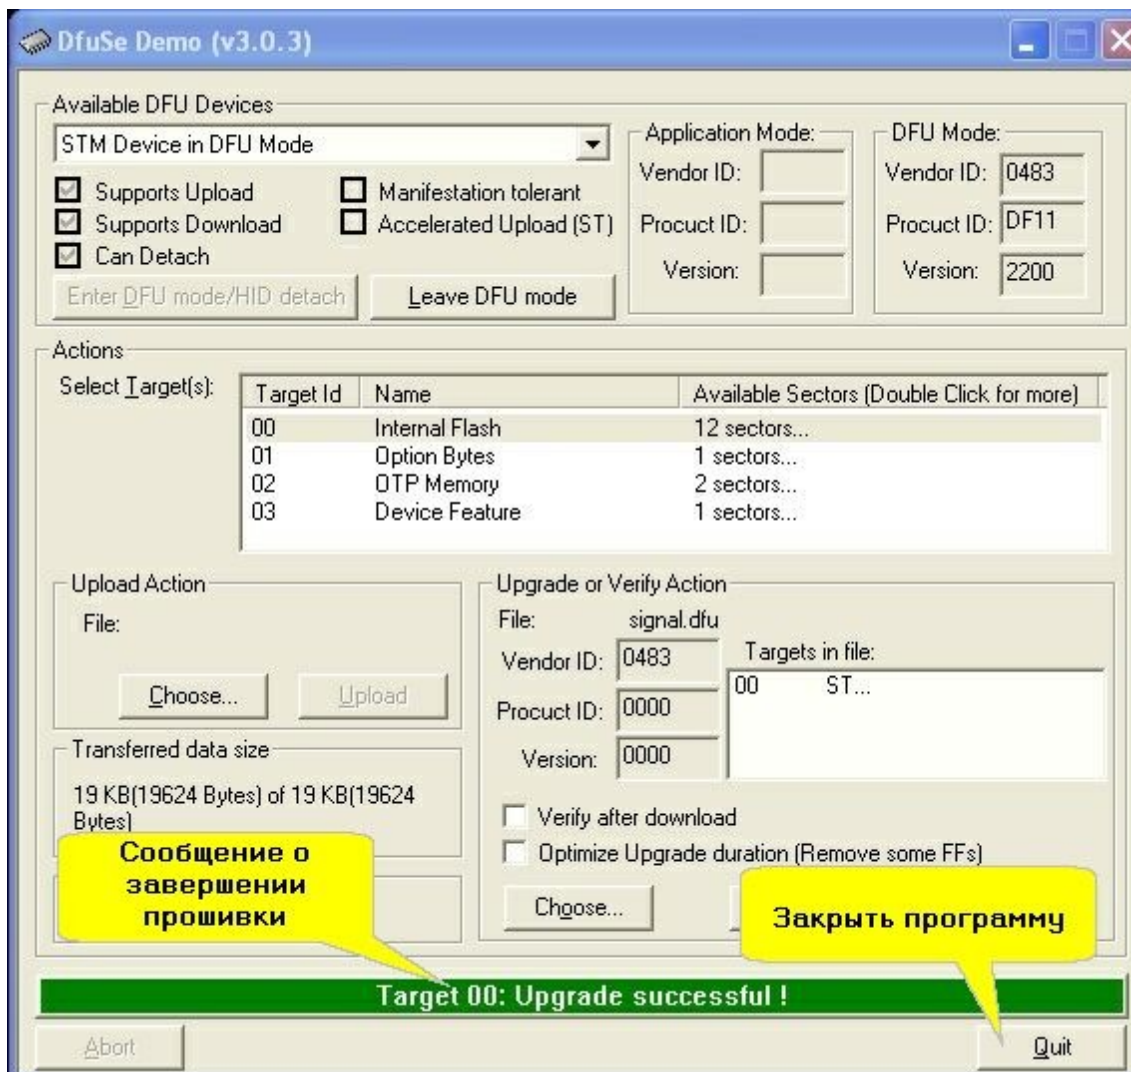 DfuSe Demo (v3.0.3)
Available DFU Devices
STM Device in DFU Mode
Supports Upload
Manifestation tolerant
Supports Download
Accelerated Upload (ST)
Can Detach
Enter DFU mode/HID detach
Leave DFU mode
Application Mode:
Vendor ID:
Procuct ID:
Version:
DFU Mode:
Vendor ID: 0483
Procuct ID: DF11
Version: 2200
Actions
Select Target(s):
Target Id Name Available Sectors (Double Click for more)
00 Internal Flash 12 sectors...
01 Option Bytes 1 sectors...
02 OTP Memory 2 sectors...
03 Device Feature 1 sectors...
Upload Action
File:
Choose...
Upload
Transferred data size
19 KB(19624 Bytes) of 19 KB(19624
Bytes)
Сообщение о
завершении
прошивки
Upgrade or Verify Action
File: signal.dfu
Vendor ID: 0483
Procuct ID: 0000
Version: 0000
Targets in file:
00 ST...
Verify after download
Optimize Upgrade duration (Remove some FFs)
Choose...
Закрыть программу
Target 00: Upgrade successful !
Abort
Quit